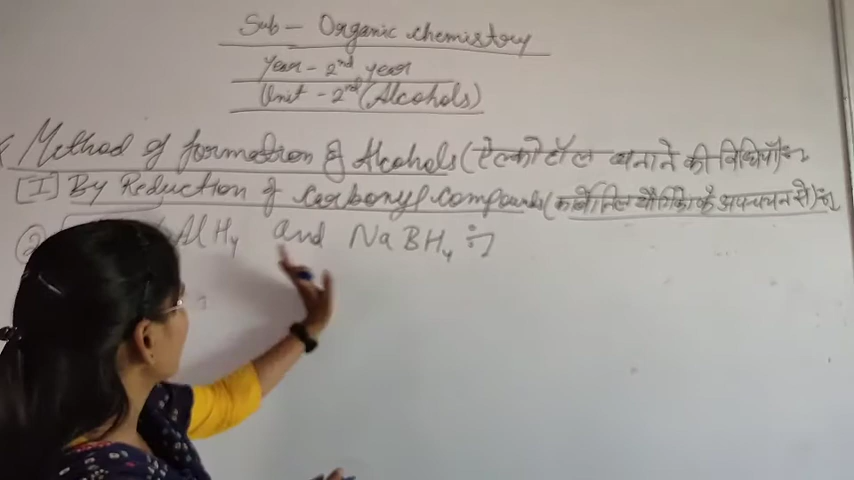 Sub - Organic chemistry
Year - 2nd year
Unit - 2nd (Alcohols)
Method of formation of Alcohols (ऐल्कोहॉल बनाने की विधियाँ):-
[I] By Reduction of Carbonyl Compounds (कार्बोनिल यौगिकों के अपचयन से):-
② AlH4 and NaBH4 :-